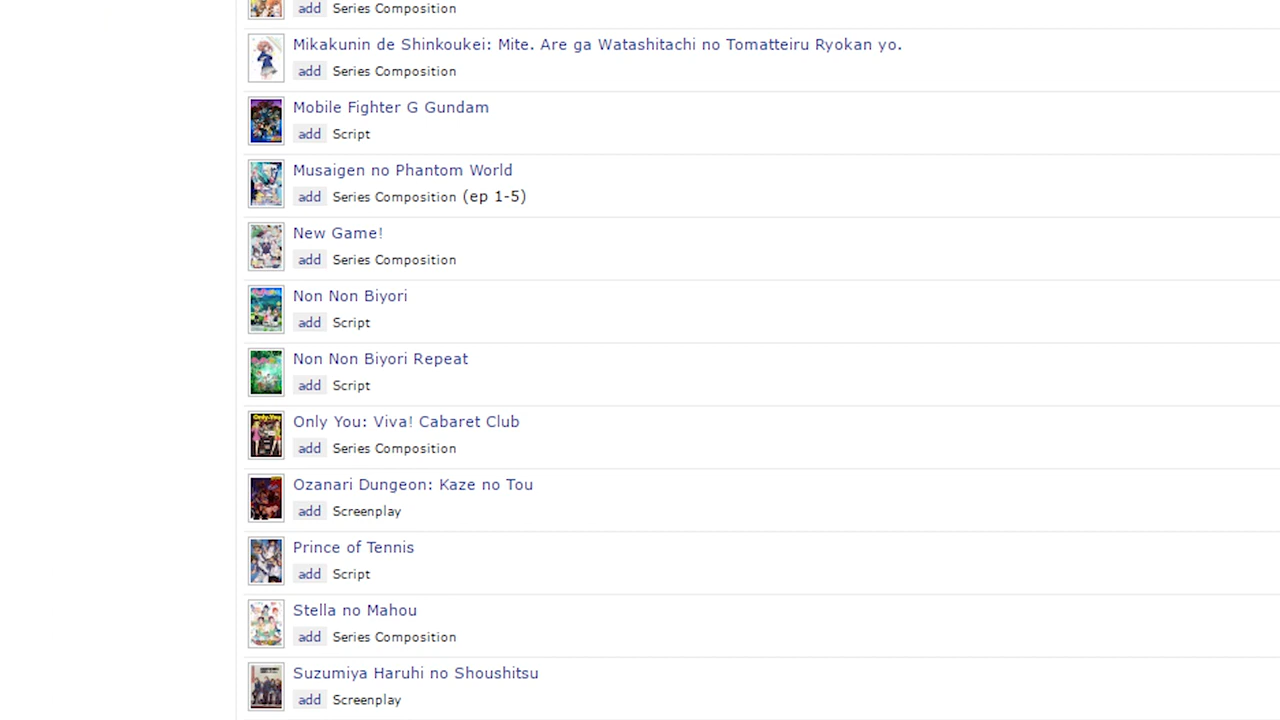 add Series Composition
Mikakunin de Shinkoukei: Mite. Are ga Watashitachi no Tomatteiru Ryokan yo.
add Series Composition
Mobile Fighter G Gundam
add Script
Musaigen no Phantom World
add Series Composition (ep 1-5)
New Game!
add Series Composition
Non Non Biyori
add Script
Non Non Biyori Repeat
add Script
Only You: Viva! Cabaret Club
add Series Composition
Ozanari Dungeon: Kaze no Tou
add Screenplay
Prince of Tennis
add Script
Stella no Mahou
add Series Composition
Suzumiya Haruhi no Shoushitsu
add Screenplay